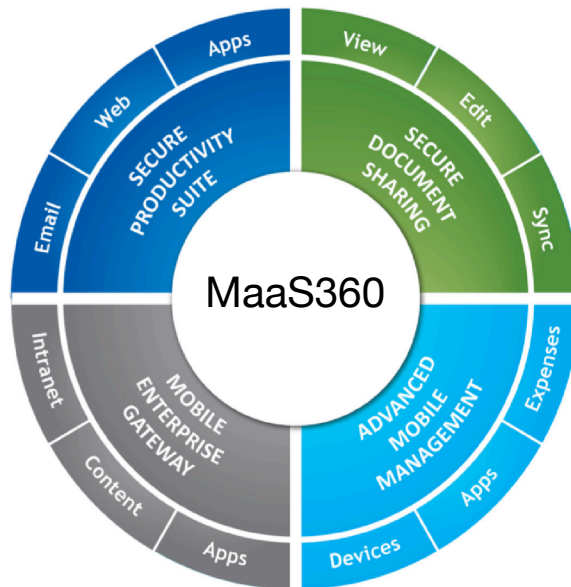 Apps
Web
Email
SECURE
PRODUCTIVITY
SUITE
View
Edit
Sync
SECURE
DOCUMENT
SHARING
MaaS360
Intranet
Content
Apps
MOBILE
ENTERPRISE
GATEWAY
Expenses
Apps
Devices
ADVANCED
MOBILE
MANAGEMENT